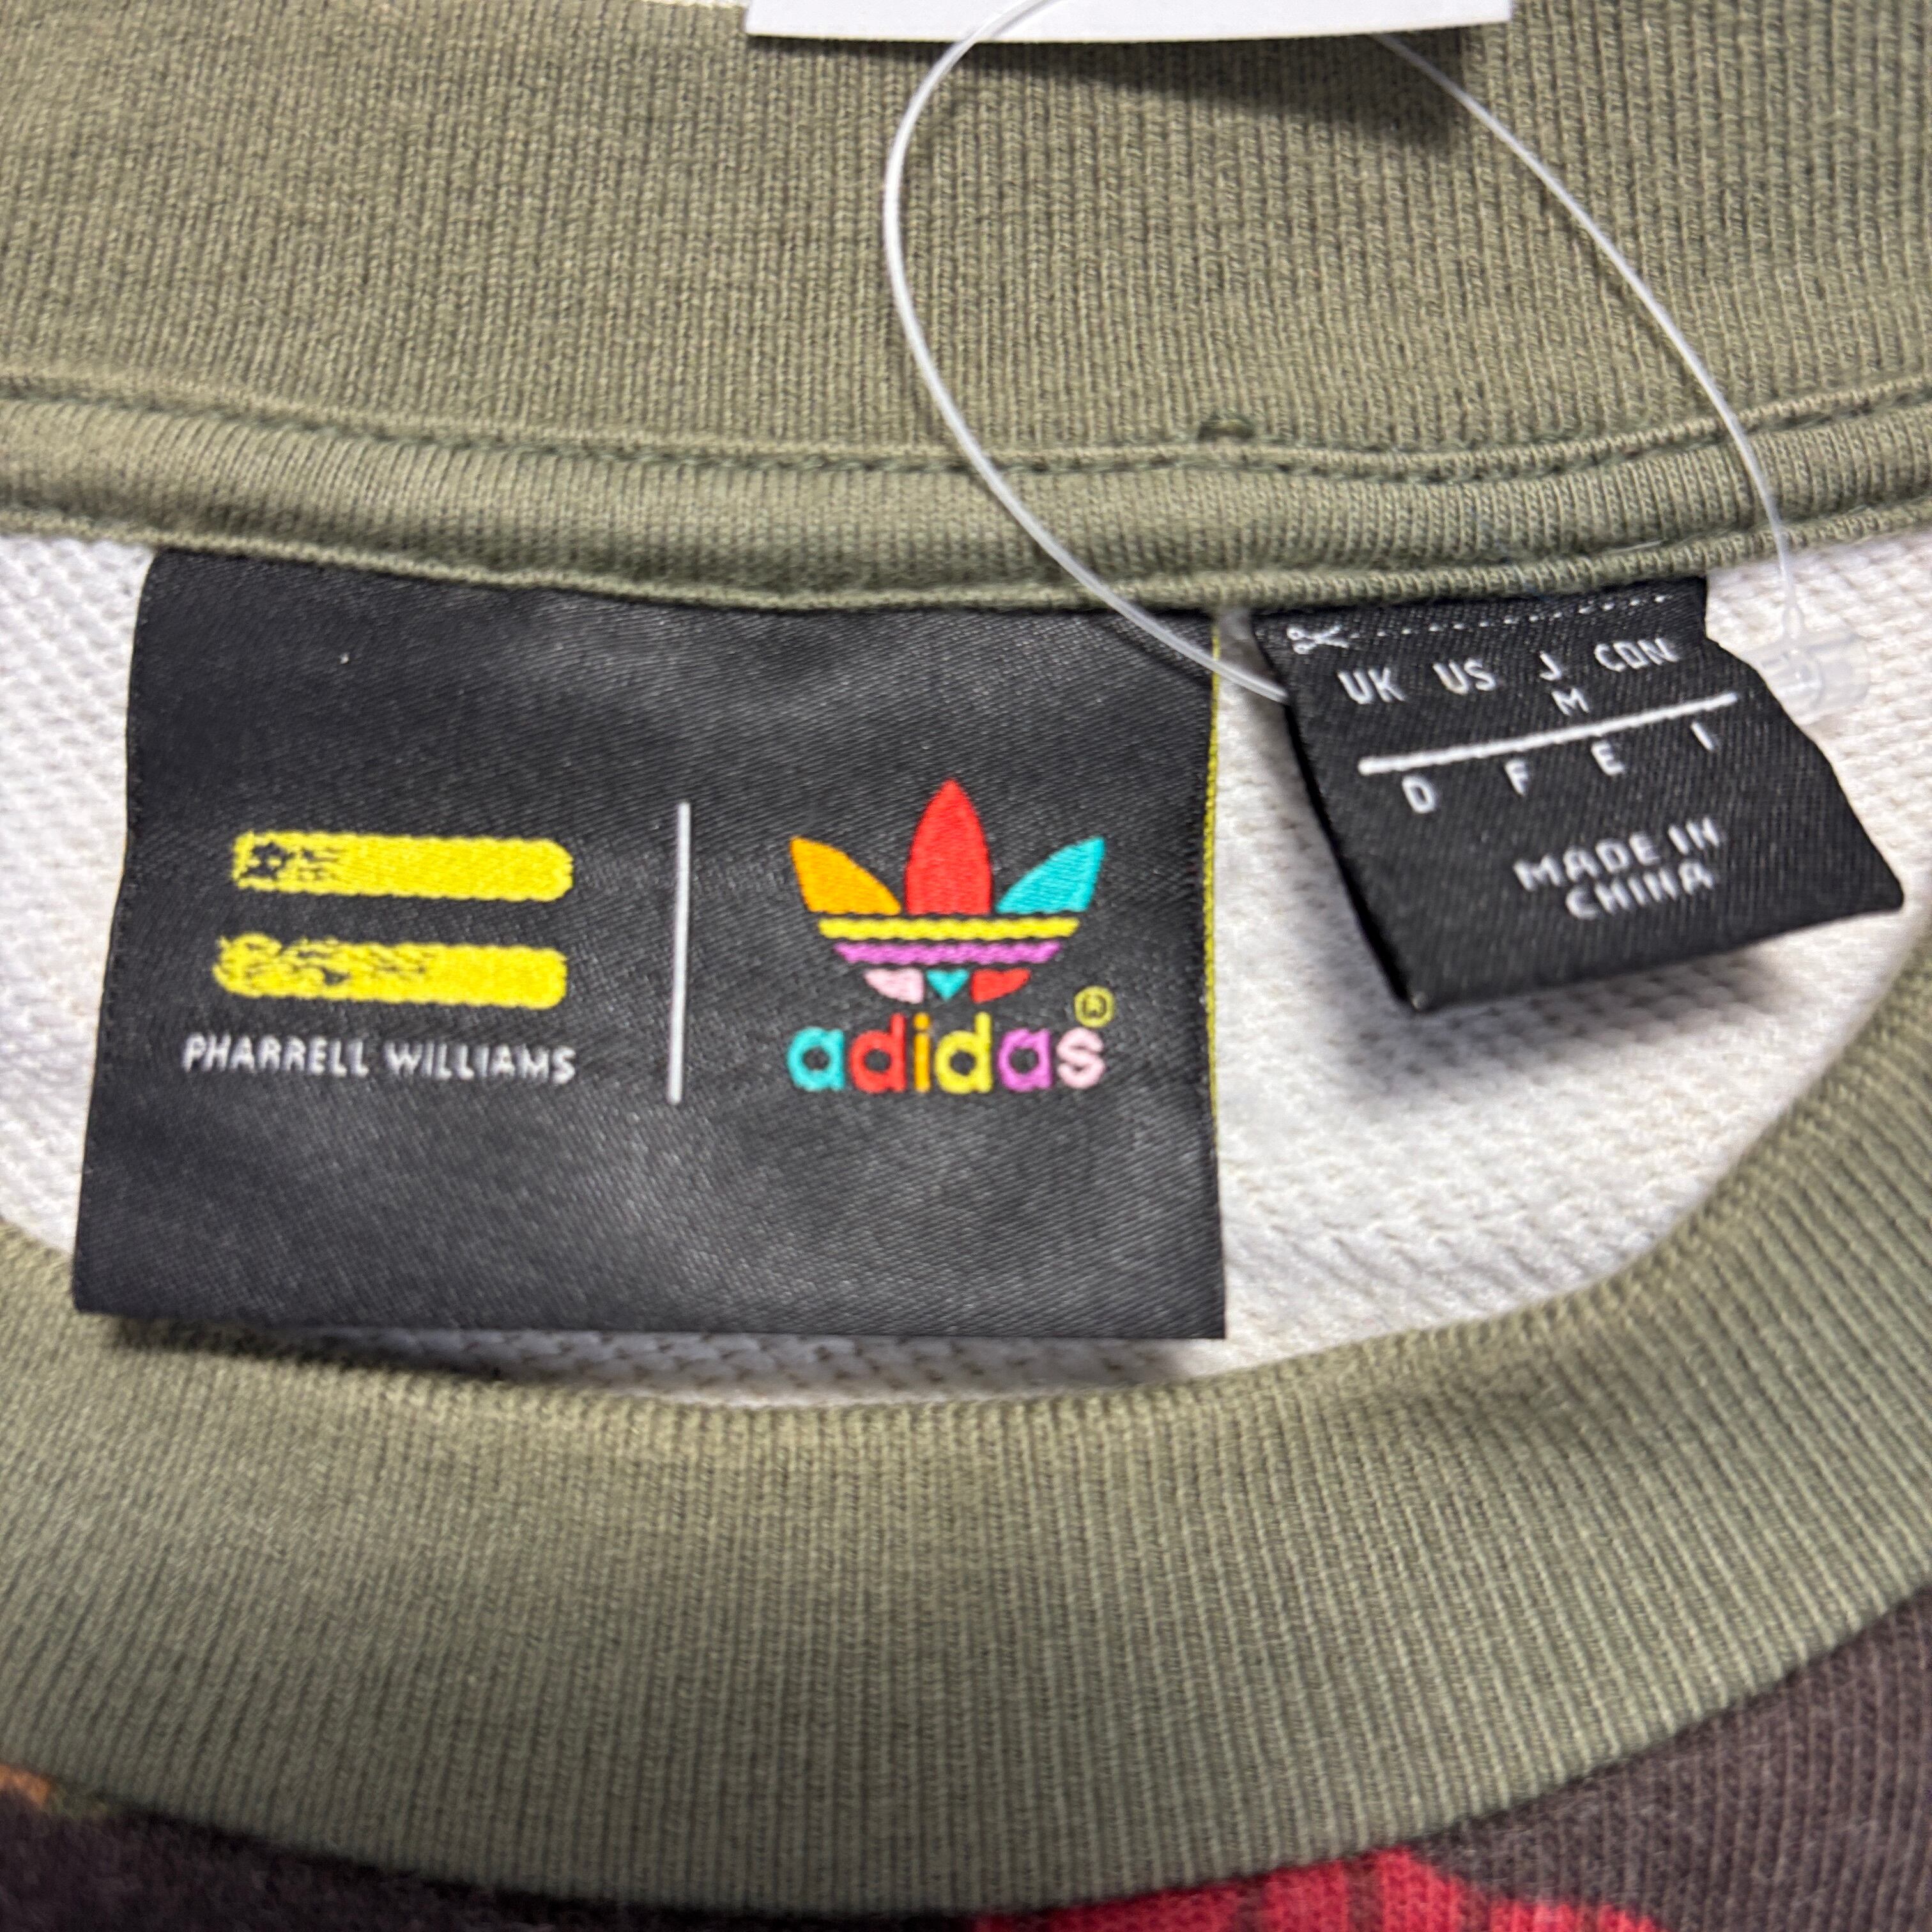 PHARRELL WILLIAMS
adidas®
UK US J CDN
M
D F E I
MADE IN
CHINA